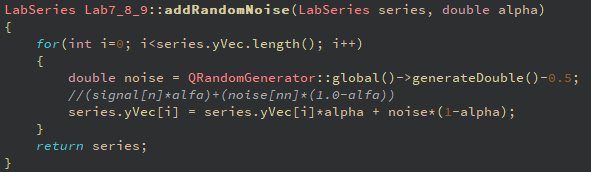 LabSeries Lab7_8_9::addRandomNoise(LabSeries series, double alpha)
{
    for(int i=0; i<series.yVec.length(); i++)
    {
        double noise = QRandomGenerator::global()->generateDouble()-0.5;
        //(signal[n]*alfa)+(noise[nn]*(1.0-alfa))
        series.yVec[i] = series.yVec[i]*alpha + noise*(1-alpha);
    }
    return series;
}